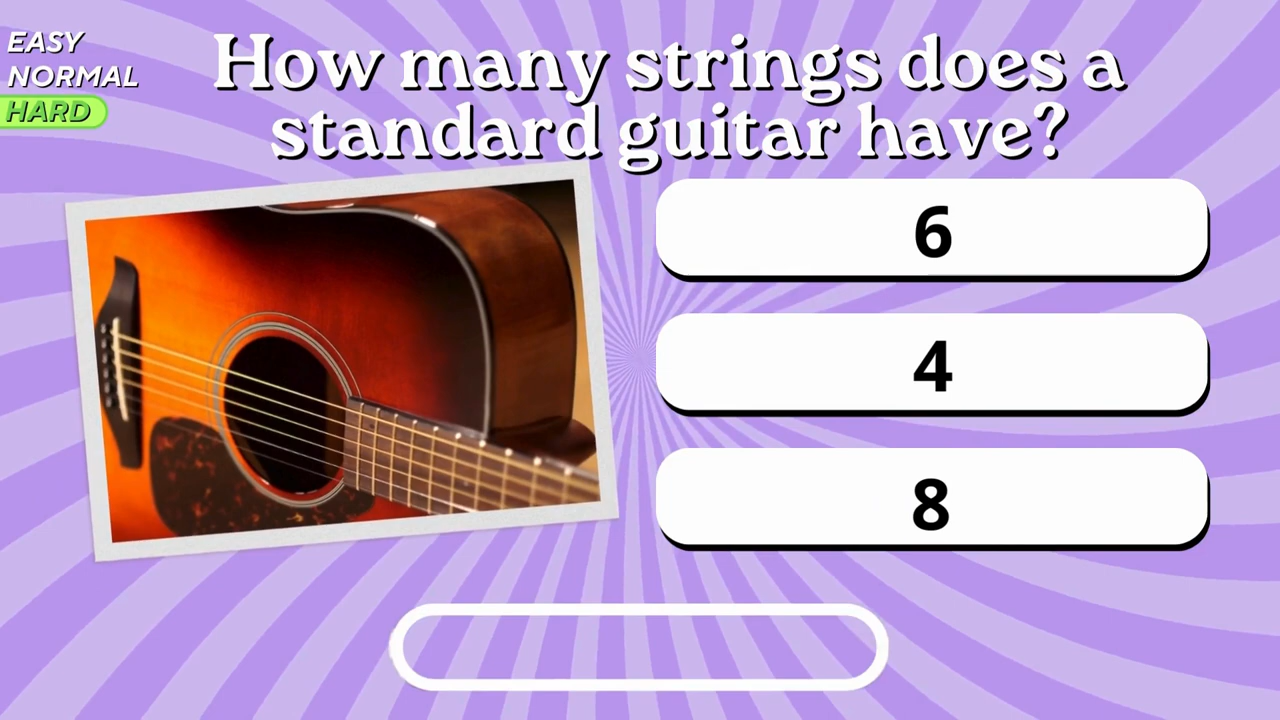 EASY
NORMAL
HARD
How many strings does a
standard guitar have?
6
4
8